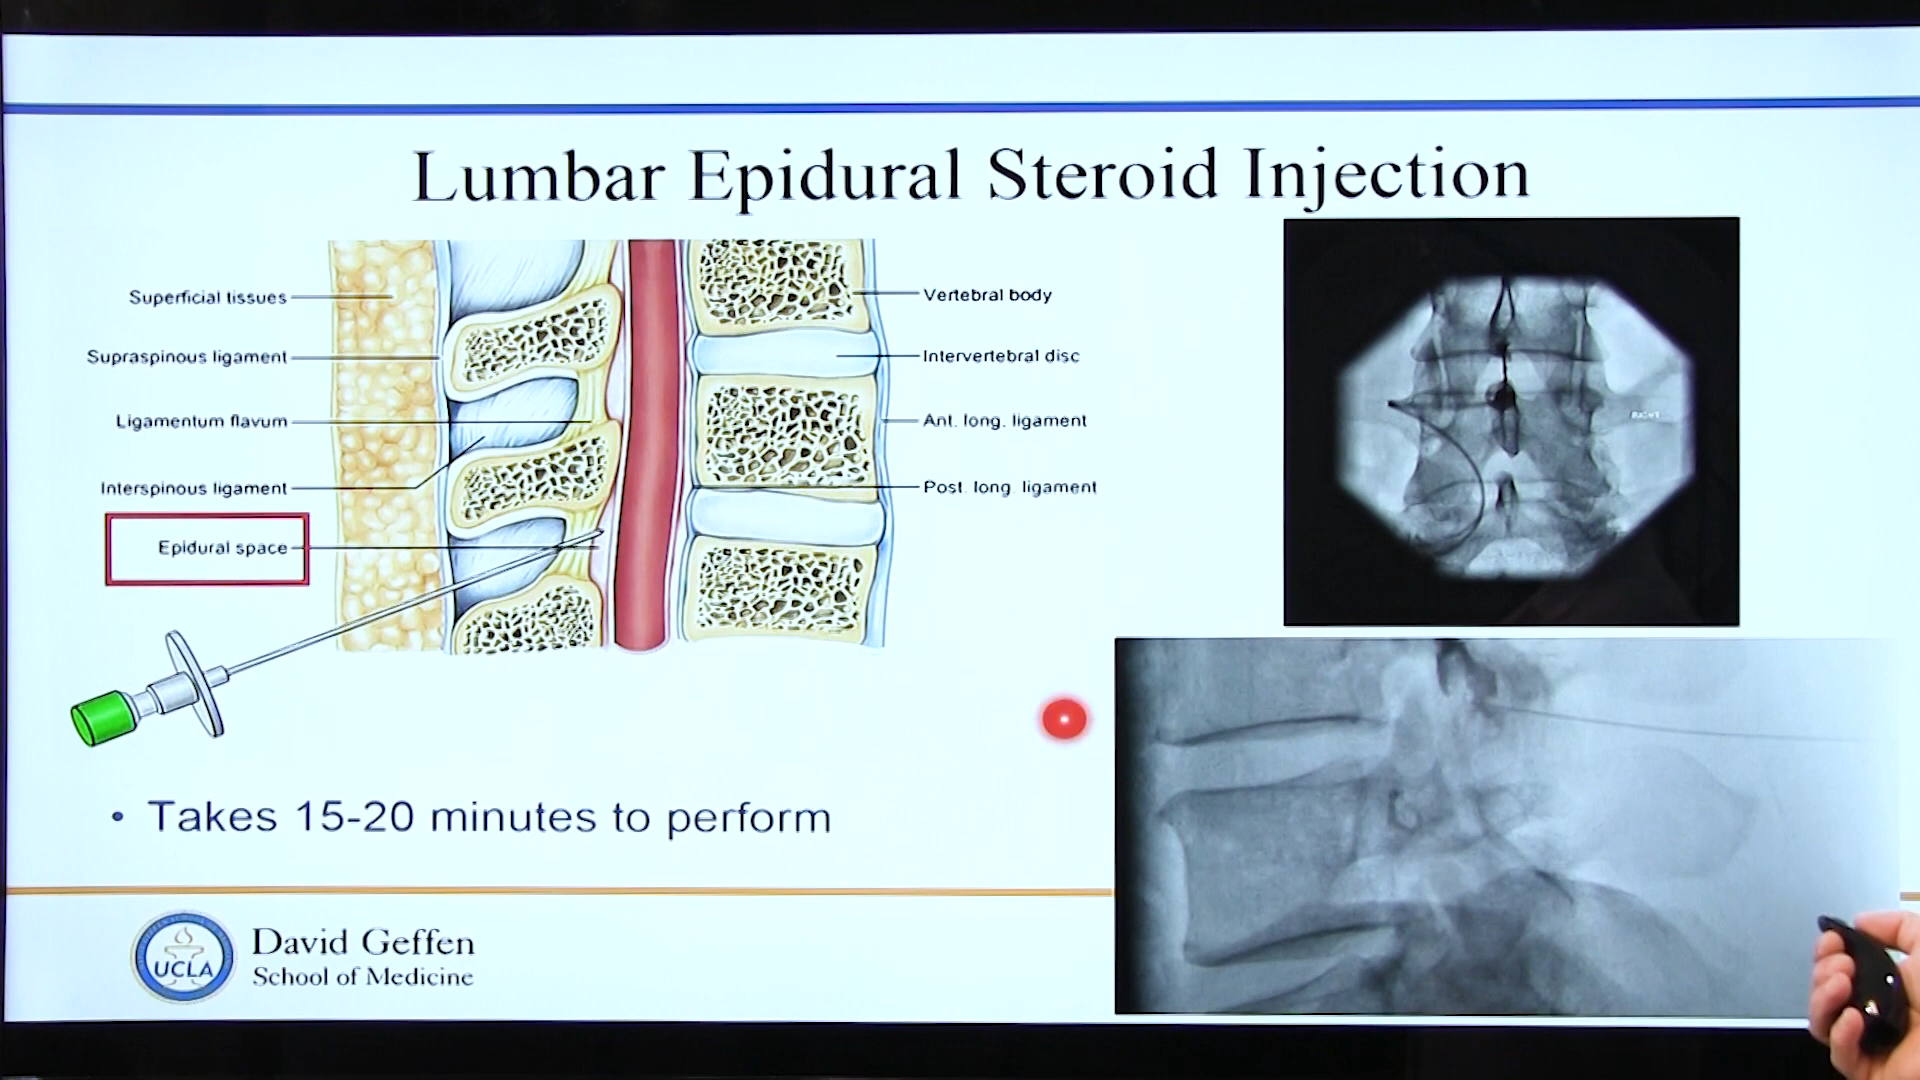 Lumbar Epidural Steroid Injection
Superficial tissues
Supraspinous ligament
Ligamentum flavum
Interspinous ligament
Epidural space
Vertebral body
Intervertebral disc
Ant. long. ligament
Post. long. ligament
RIGHT
• Takes 15-20 minutes to perform
UCLA
David Geffen
School of Medicine